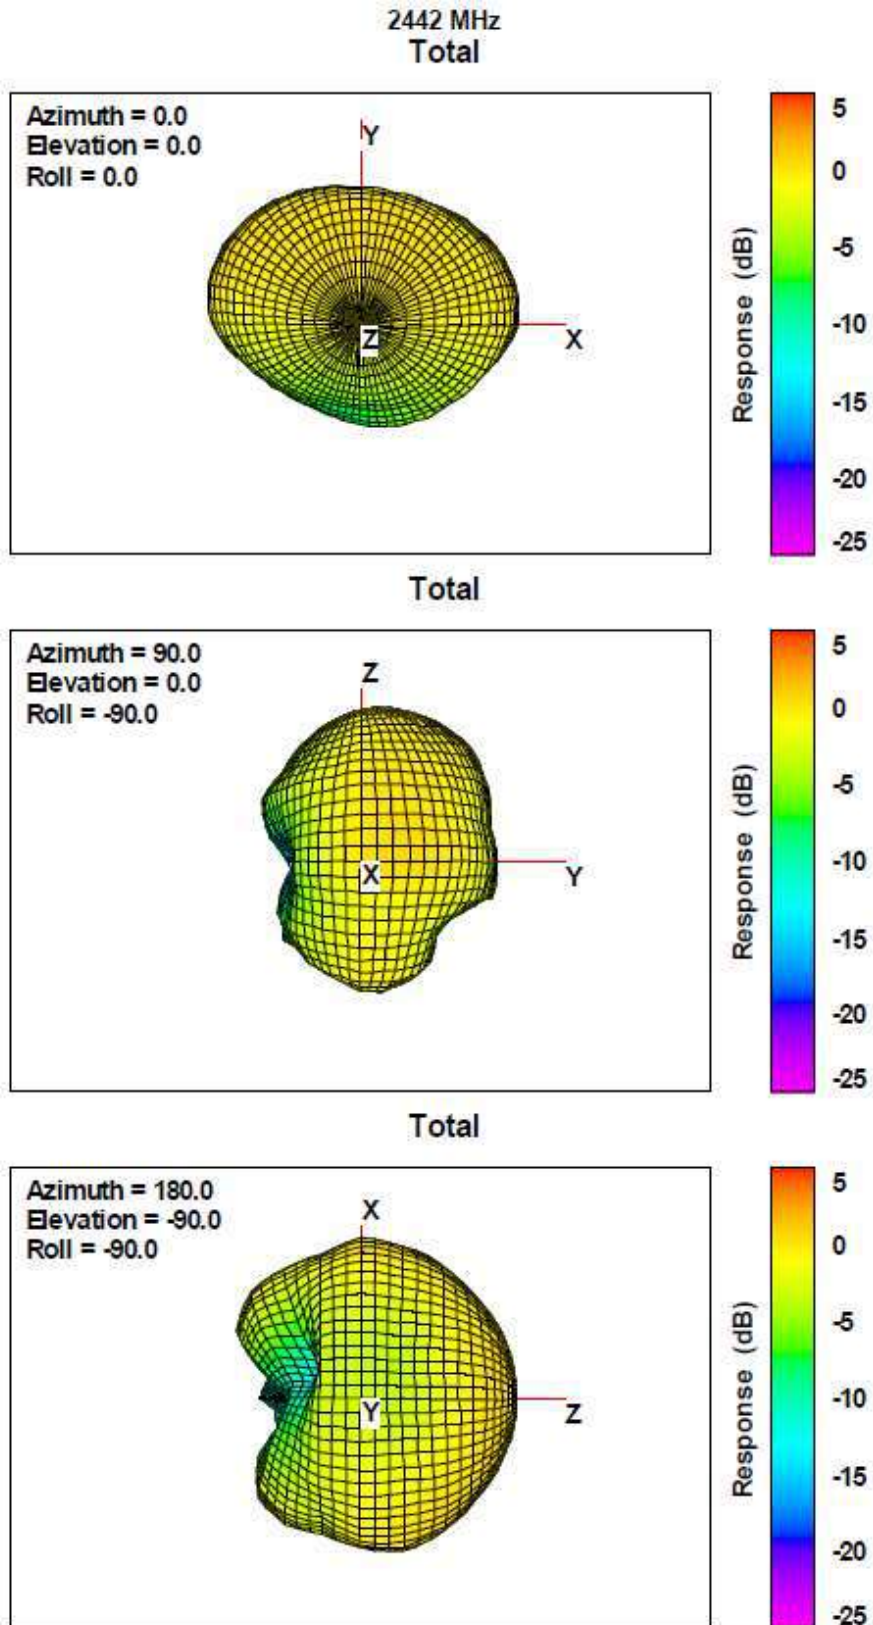 2442 MHz
Total
Azimuth = 0.0
Elevation = 0.0
Roll = 0.0
Y
Z
X
Response (dB)
5
0
-5
-10
-15
-20
-25
Total
Azimuth = 90.0
Elevation = 0.0
Roll = -90.0
Z
X
Y
Response (dB)
5
0
-5
-10
-15
-20
-25
Total
Azimuth = 180.0
Elevation = -90.0
Roll = -90.0
X
Y
Z
Response (dB)
5
0
-5
-10
-15
-20
-25